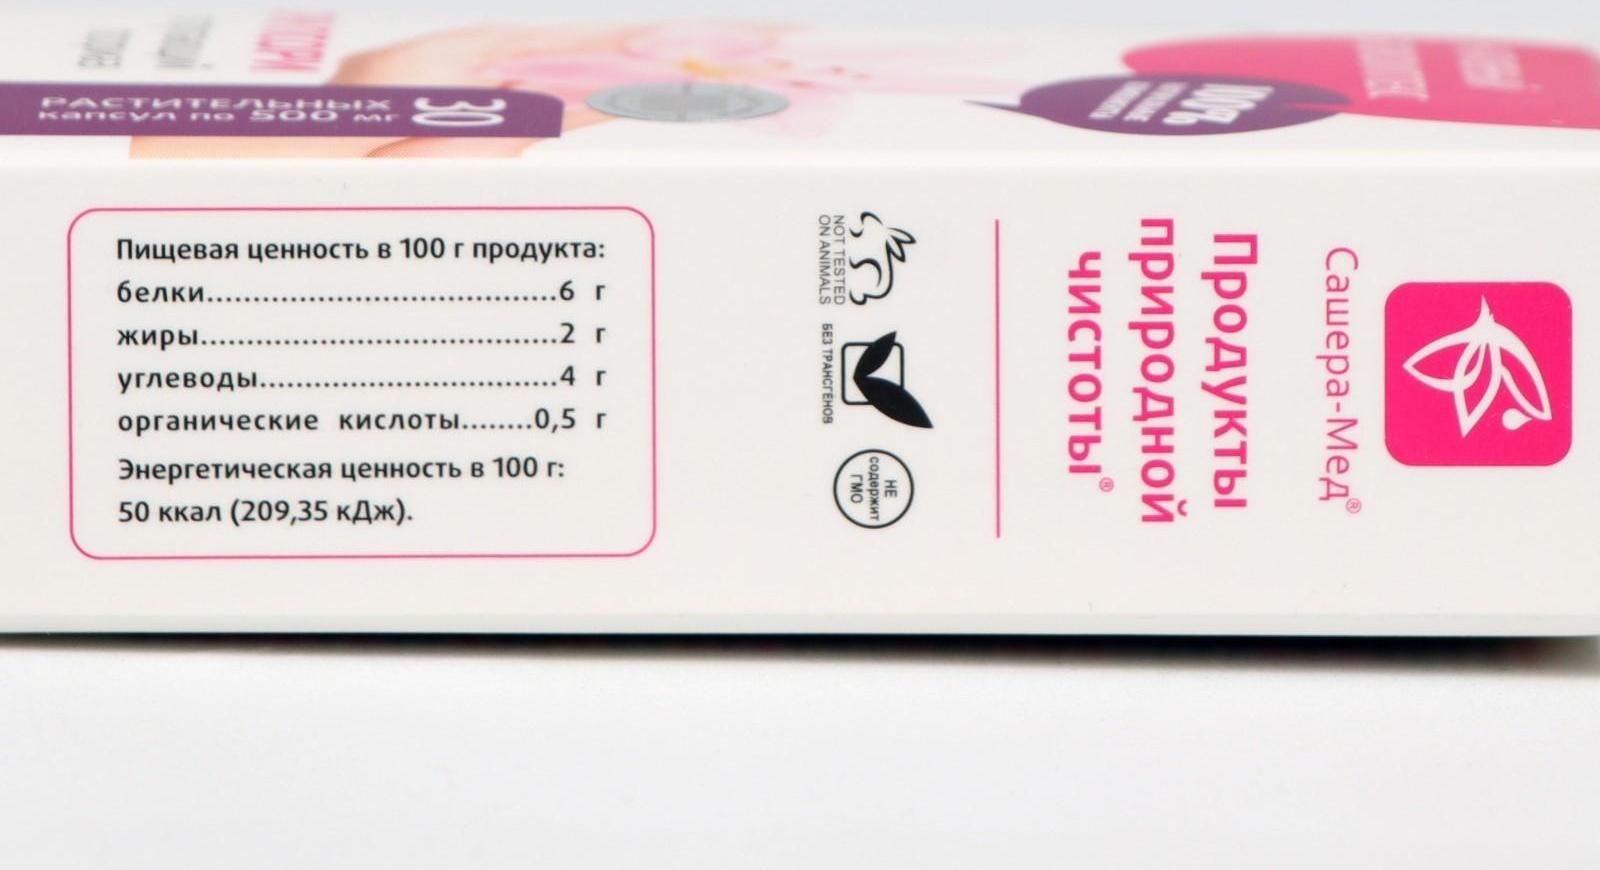 30
РАСТИТЕЛЬНЫХ
капсул по 500 мг
100%
Пищевая ценность в 100 г продукта:
белки......................................6 г
жиры.......................................2 г
углеводы................................4 г
органические кислоты........0,5 г
Энергетическая ценность в 100 г:
50 ккал (209,35 кДж).
NOT TESTED
ON ANIMALS
БЕЗ ТРАНСГЕНОВ
НЕ
содержит
ГМО
Сашера-Мед®
Продукты
природной
чистоты®